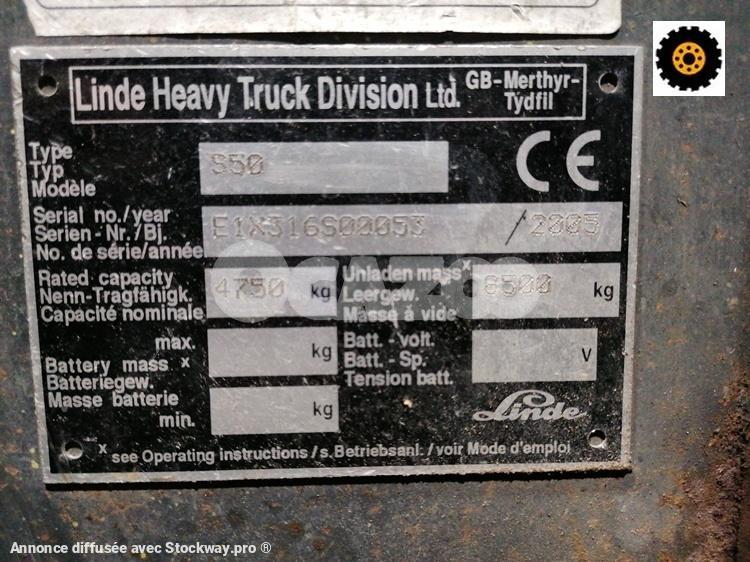 Linde Heavy Truck Division Ltd. GB-Merthyr-
Tydfil
Type
Typ
Modèle
S50
CE
Serial no./year
Serien-Nr./Bj.
No. de série/année
E1X316S00053 / 2005
Rated capacity
Nenn-Tragfähigk.
Capacité nominale
4750 kg
Unladen mass x
Leergew.
Masse à vide
kg
max.
Battery mass x
Batteriegew.
Masse batterie
min.
kg
kg
Batt.-volt.
Batt.-Sp.
Tension batt.
V
Linde
x see Operating instructions/s. Betriebsanl./voir Mode d'emploi
OCAZOO
Annonce diffusée avec Stockway.pro ®